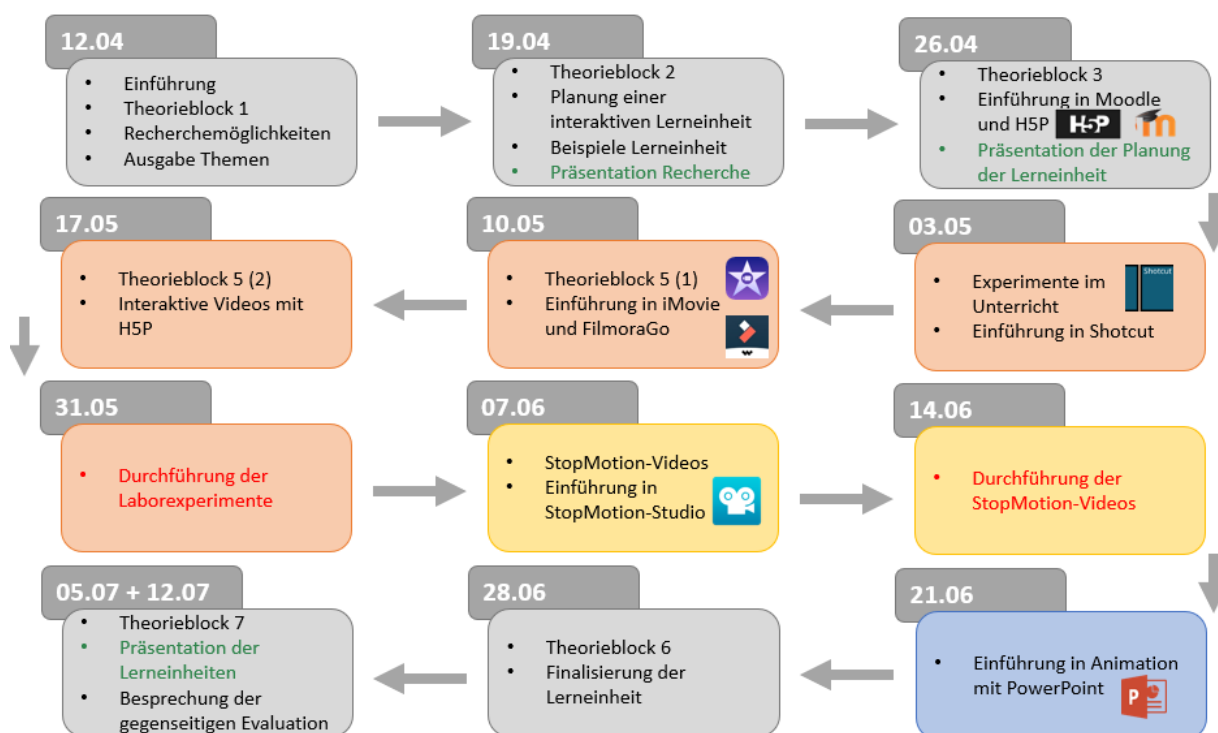 12.04
• Einführung
• Theorieblock 1
• Recherchemöglichkeiten
• Ausgabe Themen
19.04
• Theorieblock 2
• Planung einer
interaktiven Lerneinheit
• Beispiele Lerneinheit
• Präsentation Recherche
26.04
• Theorieblock 3
• Einführung in Moodle
und H5P
H5P
m
• Präsentation der Planung
der Lerneinheit
03.05
• Experimente im
Unterricht
• Einführung in Shotcut
Shotcut
10.05
• Theorieblock 5 (1)
• Einführung in iMovie
und FilmoraGo
17.05
• Theorieblock 5 (2)
• Interaktive Videos mit
H5P
31.05
• Durchführung der
Laborexperimente
07.06
• StopMotion-Videos
• Einführung in
StopMotion-Studio
14.06
• Durchführung der
StopMotion-Videos
21.06
• Einführung in Animation
mit PowerPoint
P
28.06
• Theorieblock 6
• Finalisierung der
Lerneinheit
05.07 + 12.07
• Theorieblock 7
• Präsentation der
Lerneinheiten
• Besprechung der
gegenseitigen Evaluation